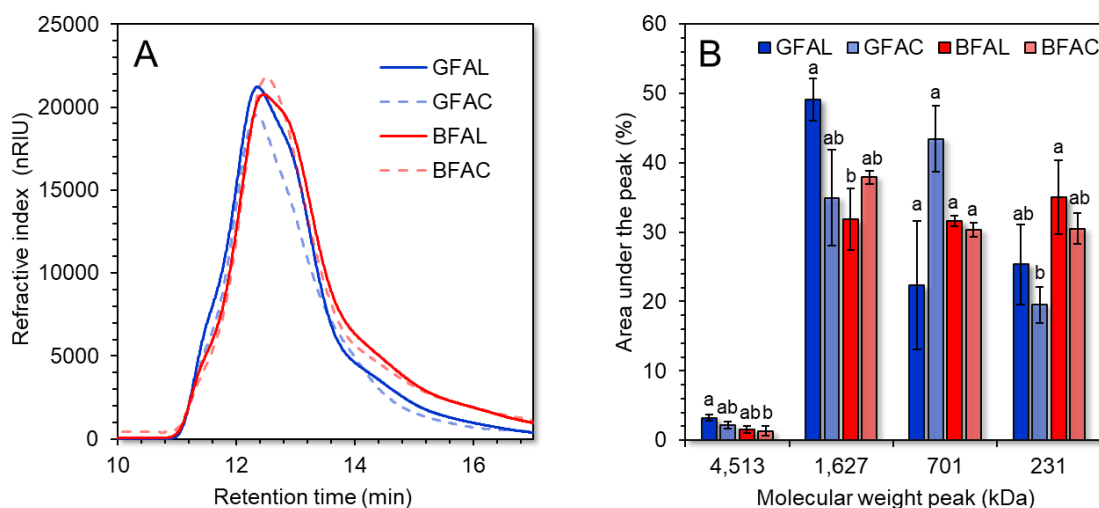 A
25000
20000
15000
10000
5000
0
Refractive index (nRIU)
10 12 14 16
Retention time (min)
GFAL
GFAC
BFAL
BFAC
B
GFAL GFAC BFAL BFAC
60
50
40
30
20
10
0
Area under the peak (%)
a ab ab b
a ab b ab
a a a a
ab b a ab
4,513 1,627 701 231
Molecular weight peak (kDa)